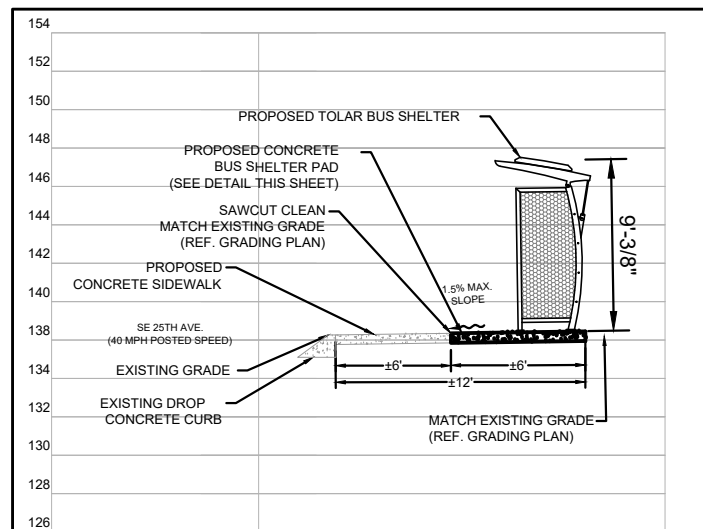 154
152
150
148
146
144
142
140
138
134
132
130
128
126
PROPOSED TOLAR BUS SHELTER
PROPOSED CONCRETE
BUS SHELTER PAD
(SEE DETAIL THIS SHEET)
SAWCUT CLEAN
MATCH EXISTING GRADE
(REF. GRADING PLAN)
PROPOSED
CONCRETE SIDEWALK
1.5% MAX.
SLOPE
9'-3/8"
SE 25TH AVE.
(40 MPH POSTED SPEED)
EXISTING GRADE
±6'
±6'
±12'
EXISTING DROP
CONCRETE CURB
MATCH EXISTING GRADE
(REF. GRADING PLAN)